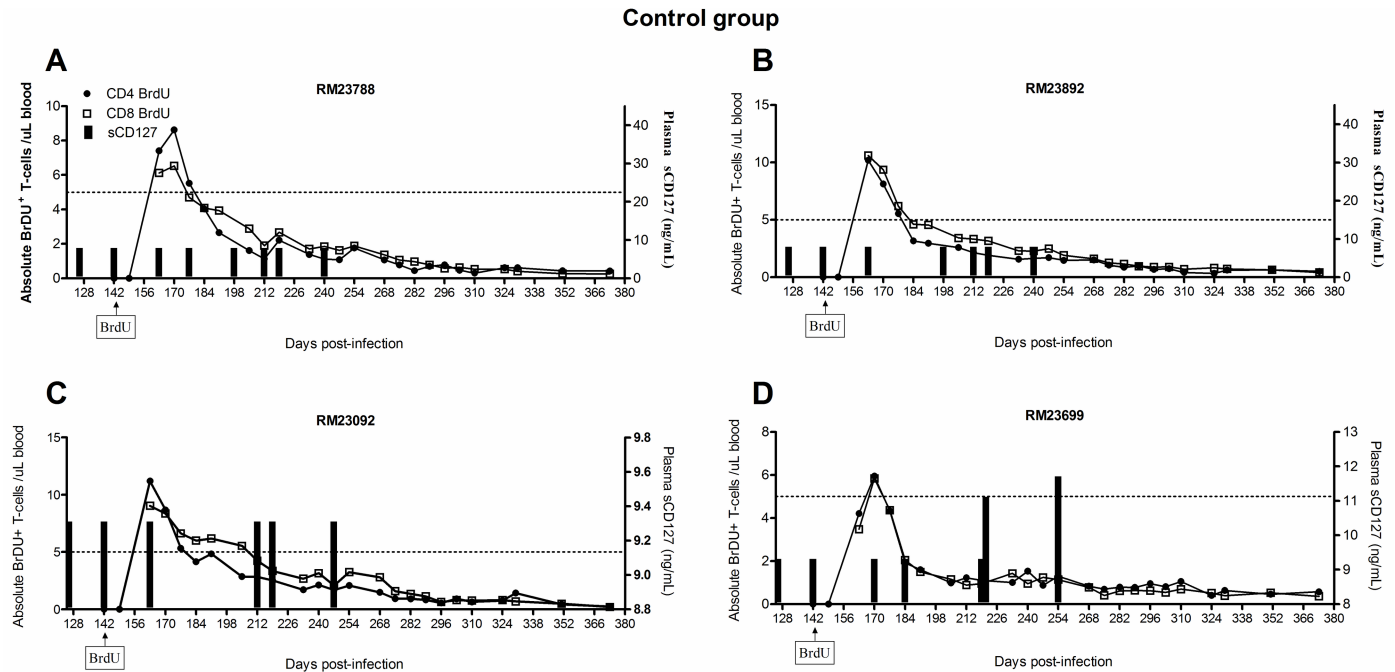 Control group
A
RM23788
CD4 BrdU
CD8 BrdU
sCD127
Absolute BrDU + T-cells /uL blood
10
8
6
4
2
0
40
30
20
10
0
Plasma sCD127 (ng/mL)
128 142 156 170 184 198 212 226 240 254 268 282 296 310 324 338 352 366 380
BrdU
Days post-infection
B
RM23892
Absolute BrDU+ T-cells /uL blood
15
10
5
0
40
30
20
10
0
Plasma sCD127 (ng/mL)
128 142 156 170 184 198 212 226 240 254 268 282 296 310 324 338 352 366 380
BrdU
Days post-infection
C
RM23092
Absolute BrDU+ T-cells /uL blood
15
10
5
0
9.8
9.6
9.4
9.2
9.0
8.8
Plasma sCD127
(ng/mL)
128 142 156 170 184 198 212 226 240 254 268 282 296 310 324 338 352 366 380
BrdU
Days post-infection
D
RM23699
Absolute BrDU+ T-cells /uL blood
8
6
4
2
0
13
12
11
10
9
8
Plasma sCD127
(ng/mL)
128 142 156 170 184 198 212 226 240 254 268 282 296 310 324 338 352 366 380
BrdU
Days post-infection